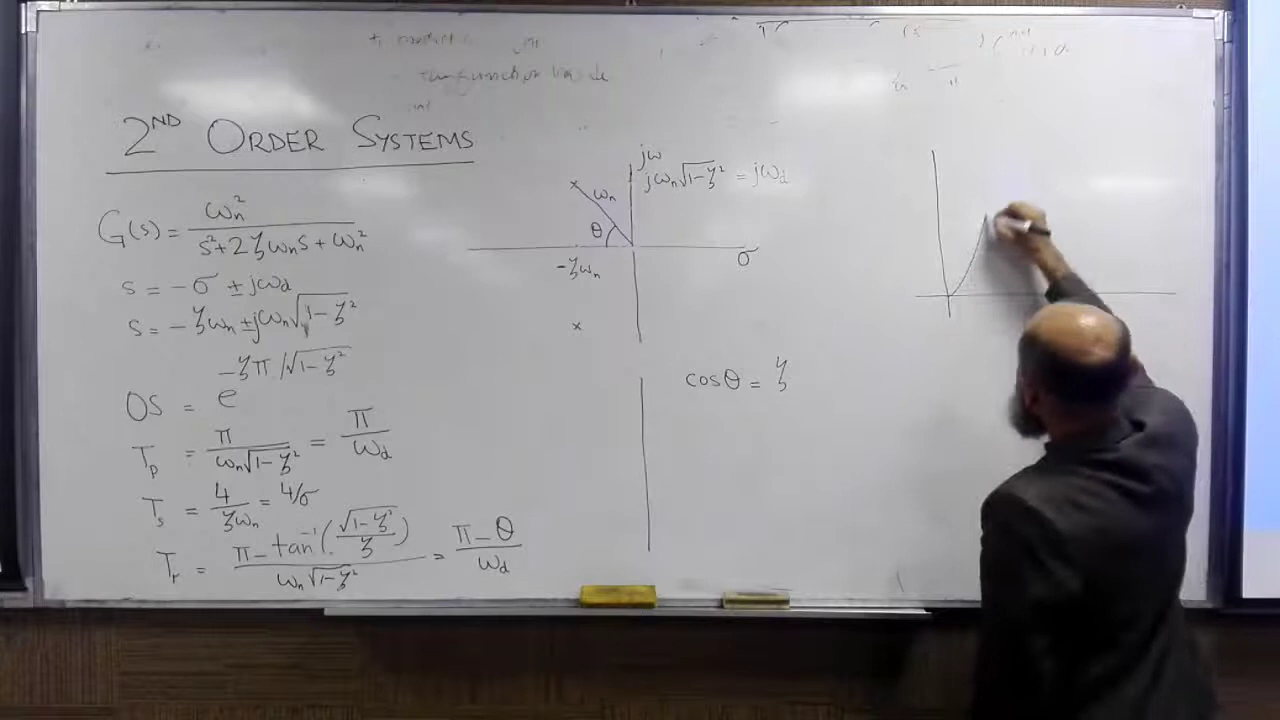 2ND ORDER SYSTEMS
G(s) = ωn² / (s² + 2ζωns + ωn²)
s = -σ ± jωd
s = -ζωn ± jωn√(1-ζ²)
OS = e^(-ζπ/√(1-ζ²))
Tp = π / (ωn√(1-ζ²)) = π / ωd
Ts = 4 / (ζωn) = 4/σ
Tr = (π - tan⁻¹(√(1-ζ²) / ζ)) / (ωn√(1-ζ²)) = (π - θ) / ωd
jω
jωn√(1-ζ²) = jωd
ωn
θ
-ζωn
σ
cosθ = ζ